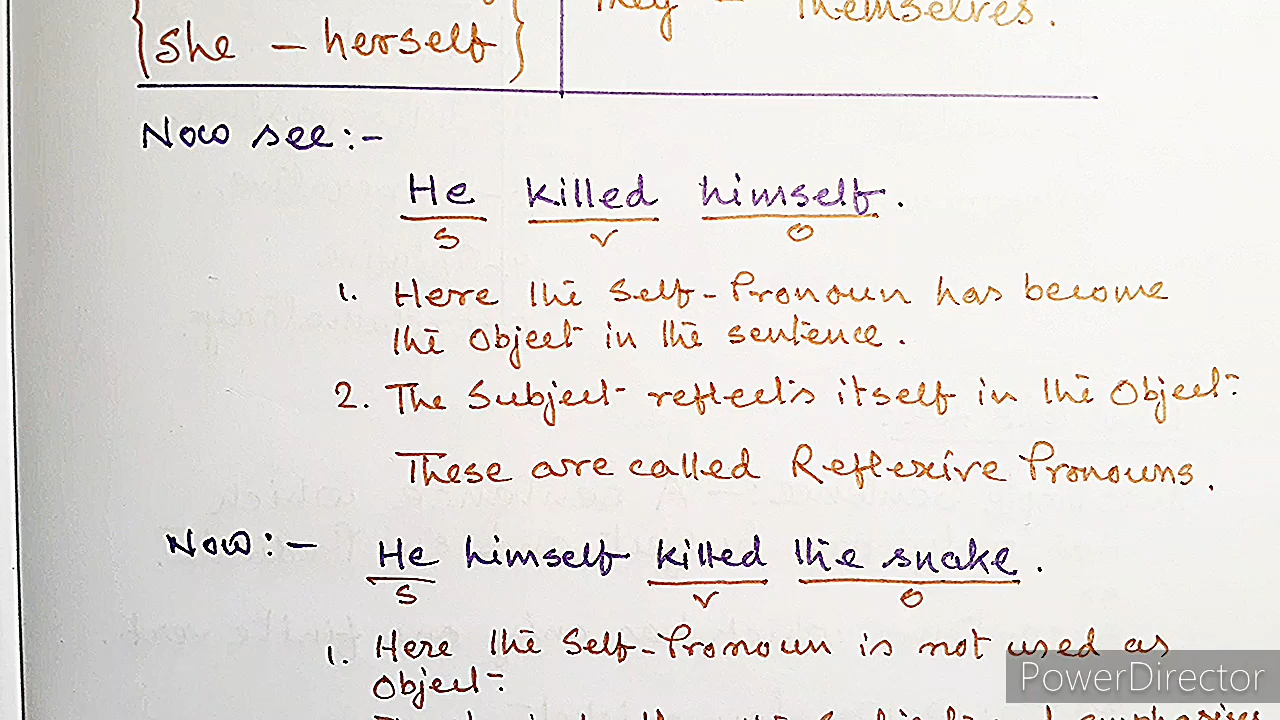 they – themselves.
{she – herself}
Now see:-
He killed himself.
S V O
1. Here the Self-Pronoun has become
the Object in the sentence.
2. The Subject reflects itself in the Object.
These are called Reflexive Pronouns.
Now:- He himself killed the snake.
S V O
1. Here the Self-Pronoun is not used as
Object.
PowerDirector